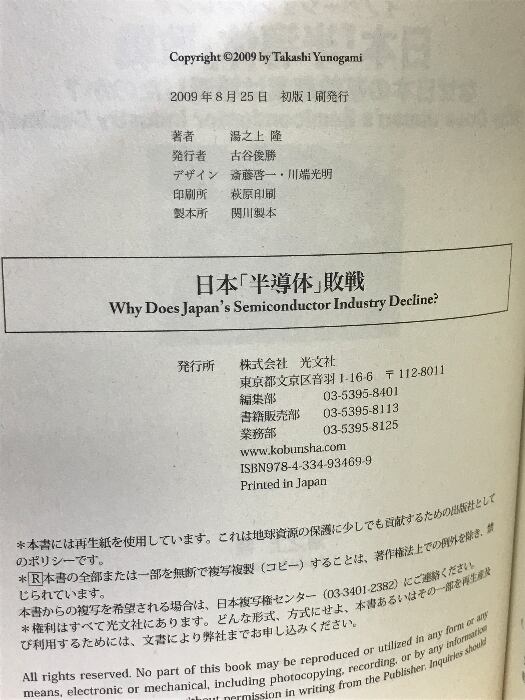 Copyright ©2009 by Takashi Yunogami
2009年8月25日 初版1刷発行
著者 湯之上 隆
発行者 古谷俊勝
デザイン 斎藤啓一・川端光明
印刷所 萩原印刷
製本所 関川製本
日本「半導体」敗戦
Why Does Japan's Semiconductor Industry Decline?
発行所 株式会社 光文社
東京都文京区音羽1-16-6 〒112-8011
編集部 03-5395-8401
書籍販売部 03-5395-8113
業務部 03-5395-8125
www.kobunsha.com
ISBN978-4-334-93469-9
Printed in Japan
*本書には再生紙を使用しています。これは地球資源の保護に少しでも貢献するための出版社として
のポリシーです。
*Ⓡ本書の全部または一部を無断で複写複製(コピー)することは、著作権法上での例外を除き、禁
じられています。
本書からの複写を希望される場合は、日本複写権センター(03-3401-2382)にご連絡ください。
*権利はすべて光文社にあります。どんな形式、方式にせよ、本書あるいはその一部を再生産及
び利用するためには、文書により弊社までお申し込みください。
All rights reserved. No part of this book may be reproduced or utilized in any form or any
means, electronic or mechanical, including photocopying, recording, or by any information
without permission in writing from the Publisher. Inquiries should